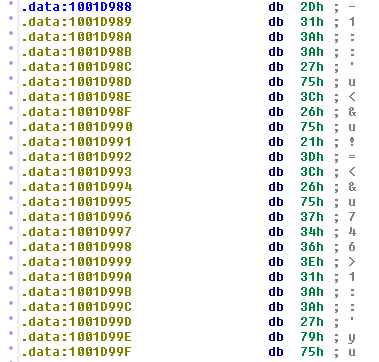 .data:1001D988 db 2Dh ; -
.data:1001D989 db 31h ; 1
.data:1001D98A db 3Ah ; :
.data:1001D98B db 3Ah ; :
.data:1001D98C db 27h ; '
.data:1001D98D db 75h ; u
.data:1001D98E db 3Ch ; <
.data:1001D98F db 26h ; &
.data:1001D990 db 75h ; u
.data:1001D991 db 21h ; !
.data:1001D992 db 3Dh ; =
.data:1001D993 db 3Ch ; <
.data:1001D994 db 26h ; &
.data:1001D995 db 75h ; u
.data:1001D996 db 37h ; 7
.data:1001D997 db 34h ; 4
.data:1001D998 db 36h ; 6
.data:1001D999 db 3Eh ; >
.data:1001D99A db 31h ; 1
.data:1001D99B db 3Ah ; :
.data:1001D99C db 3Ah ; :
.data:1001D99D db 27h ; '
.data:1001D99E db 79h ; y
.data:1001D99F db 75h ; u